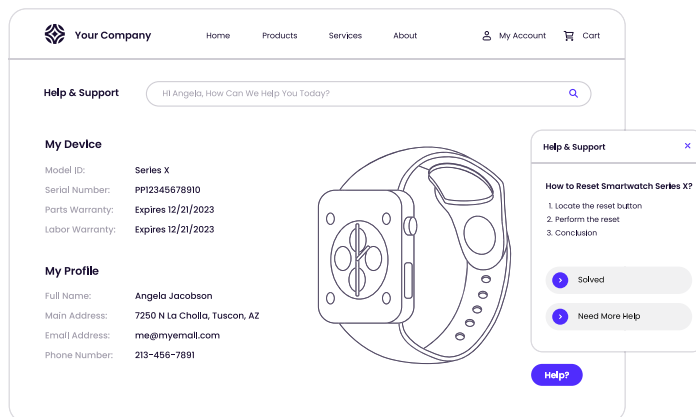 Your Company
Home Products Services About My Account Cart
Help & Support
Hi Angela, How Can We Help You Today?
My Device
Model ID: Series X
Serial Number: PP12345678910
Parts Warranty: Expires 12/21/2023
Labor Warranty: Expires 12/21/2023
My Profile
Full Name: Angela Jacobson
Main Address: 7250 N La Cholla, Tuscon, AZ
Email Address: me@myemail.com
Phone Number: 213-456-7891
Help & Support
How to Reset Smartwatch Series X?
1. Locate the reset button
2. Perform the reset
3. Conclusion
Solved
Need More Help
Help?